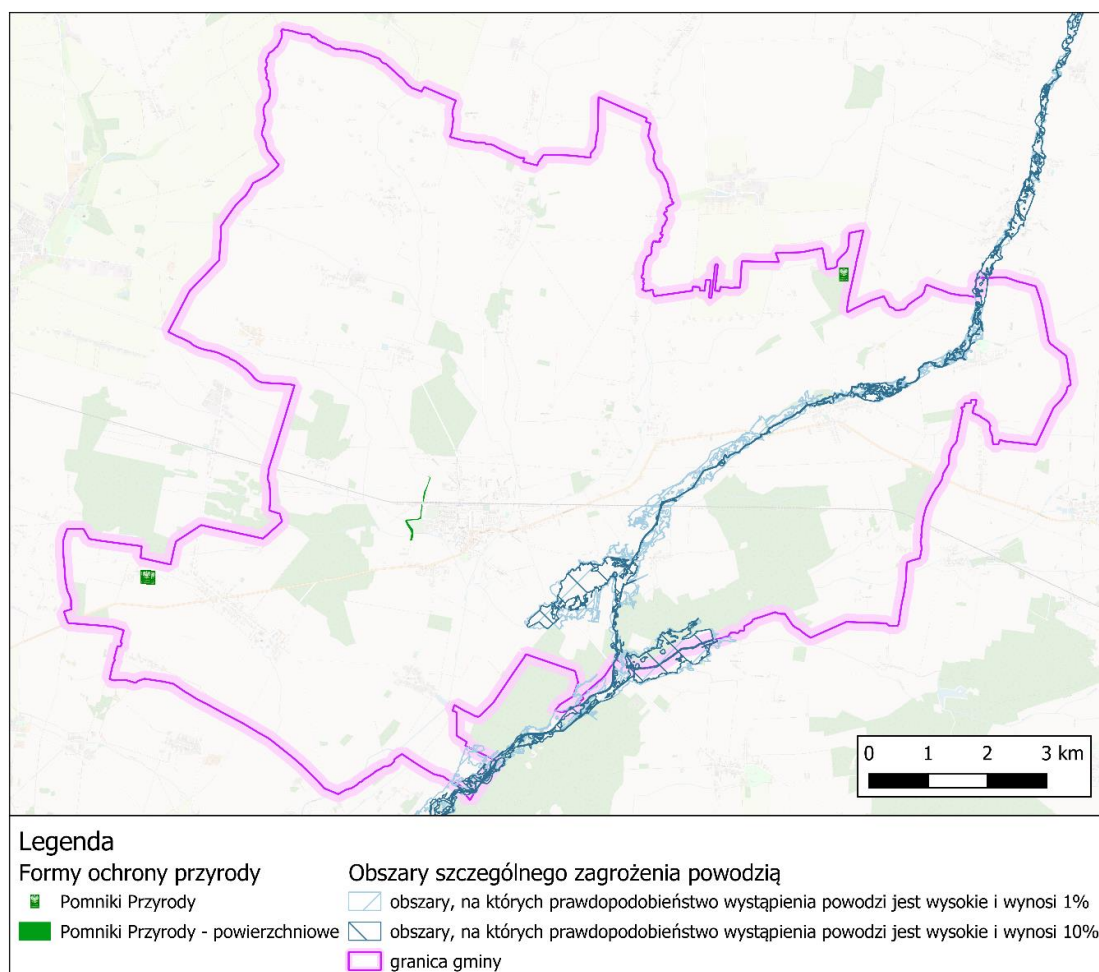 0 1 2 3 km
Legenda
Formy ochrony przyrody
Pomniki Przyrody
Pomniki Przyrody - powierzchniowe
Obszary szczególnego zagrożenia powodzią
obszary, na których prawdopodobieństwo wystąpienia powodzi jest wysokie i wynosi 1%
obszary, na których prawdopodobieństwo wystąpienia powodzi jest wysokie i wynosi 10%
granica gminy